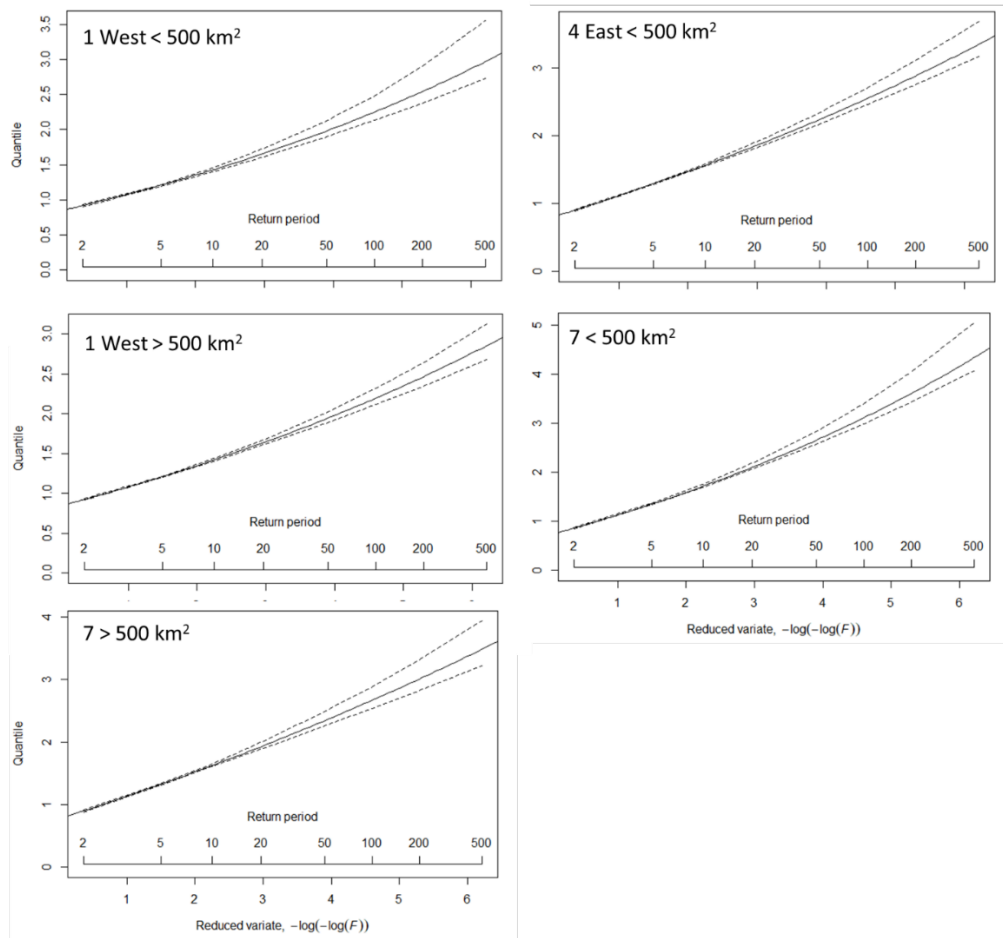 1 West < 500 km²
Quantile
3.5
3.0
2.5
2.0
1.5
1.0
0.5
0.0
Return period
2 5 10 20 50 100 200 500
4 East < 500 km²
3
2
1
0
Return period
2 5 10 20 50 100 200 500
1 West > 500 km²
Quantile
3.0
2.5
2.0
1.5
1.0
0.5
0.0
Return period
2 5 10 20 50 100 200 500
7 < 500 km²
5
4
3
2
1
0
Return period
2 5 10 20 50 100 200 500
1 2 3 4 5 6
Reduced variate, −log(−log(F))
7 > 500 km²
Quantile
4
3
2
1
0
Return period
2 5 10 20 50 100 200 500
1 2 3 4 5 6
Reduced variate, −log(−log(F))